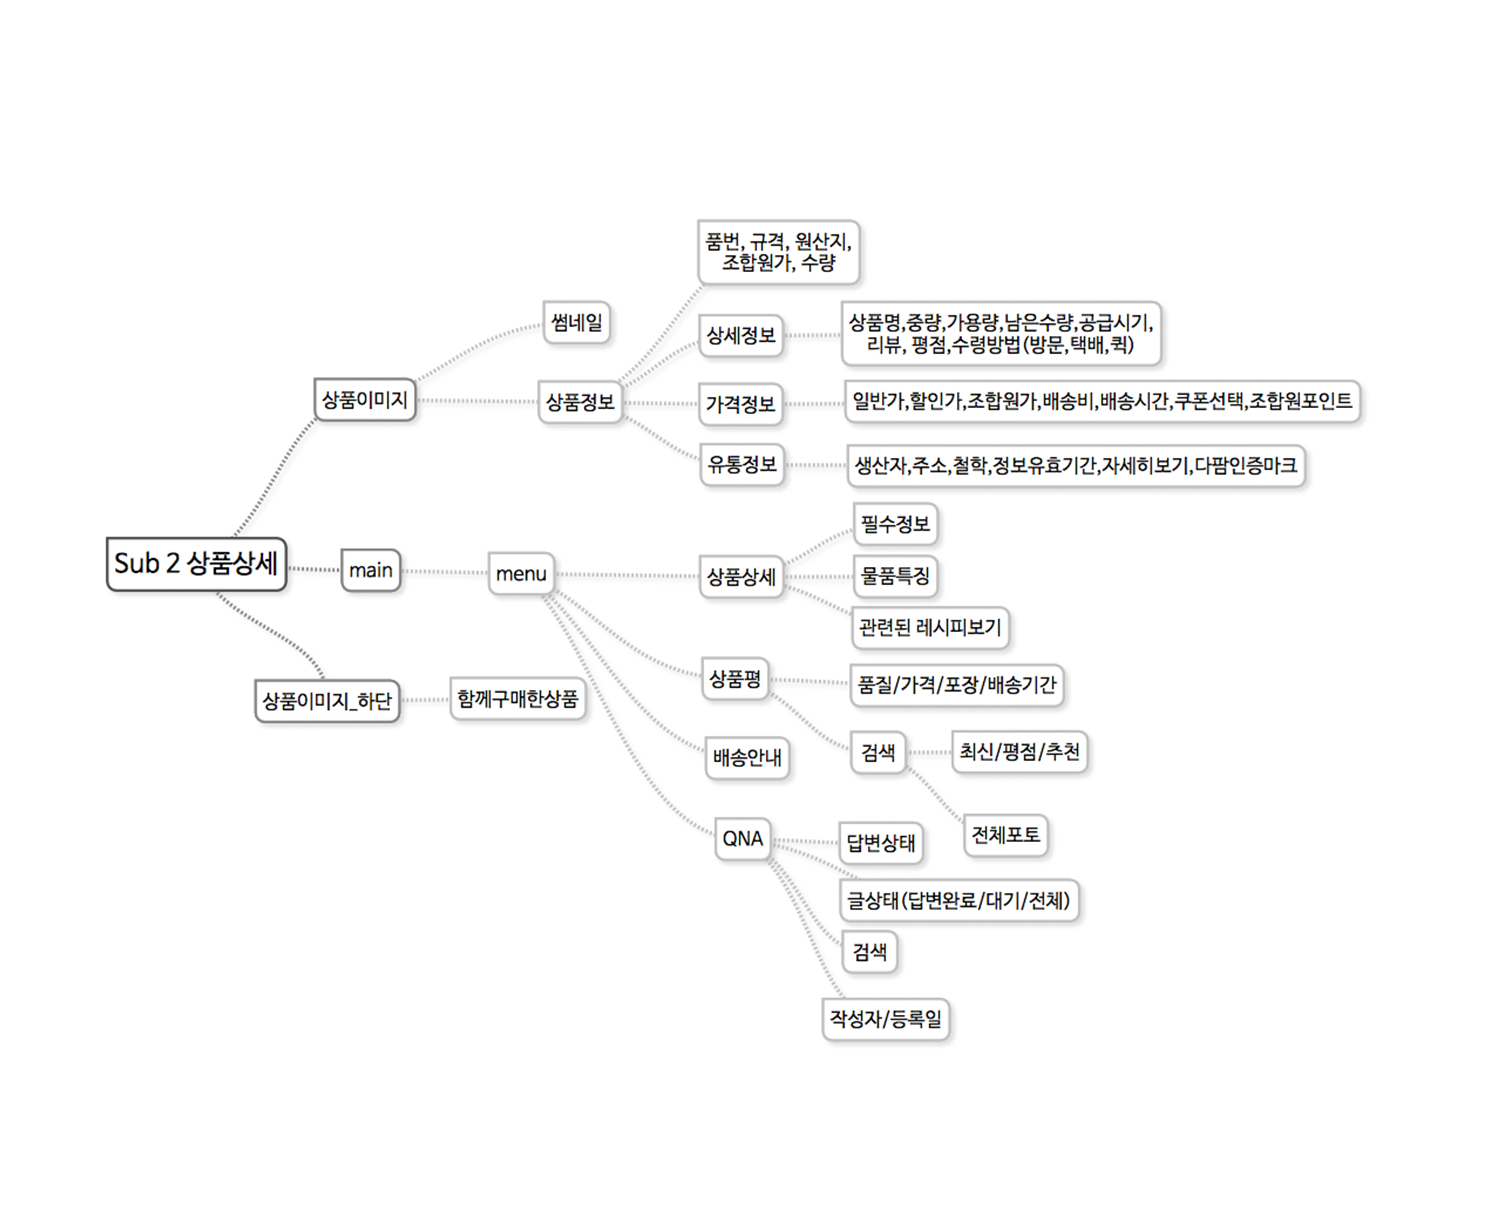 품번, 규격, 원산지,
조합원가, 수량
썸네일
상세정보
상품명,중량,가용량,남은수량,공급시기,
리뷰, 평점,수령방법(방문,택배,퀵)
상품이미지
상품정보
가격정보
일반가,할인가,조합원가,배송비,배송시간,쿠폰선택,조합원포인트
유통정보
생산자,주소,철학,정보유효기간,자세히보기,다팜인증마크
Sub 2 상품상세
main
menu
상품상세
필수정보
물품특징
관련된 레시피보기
상품평
품질/가격/포장/배송기간
상품이미지_하단
함께구매한상품
배송안내
검색
최신/평점/추천
전체포토
QNA
답변상태
글상태(답변완료/대기/전체)
검색
작성자/등록일